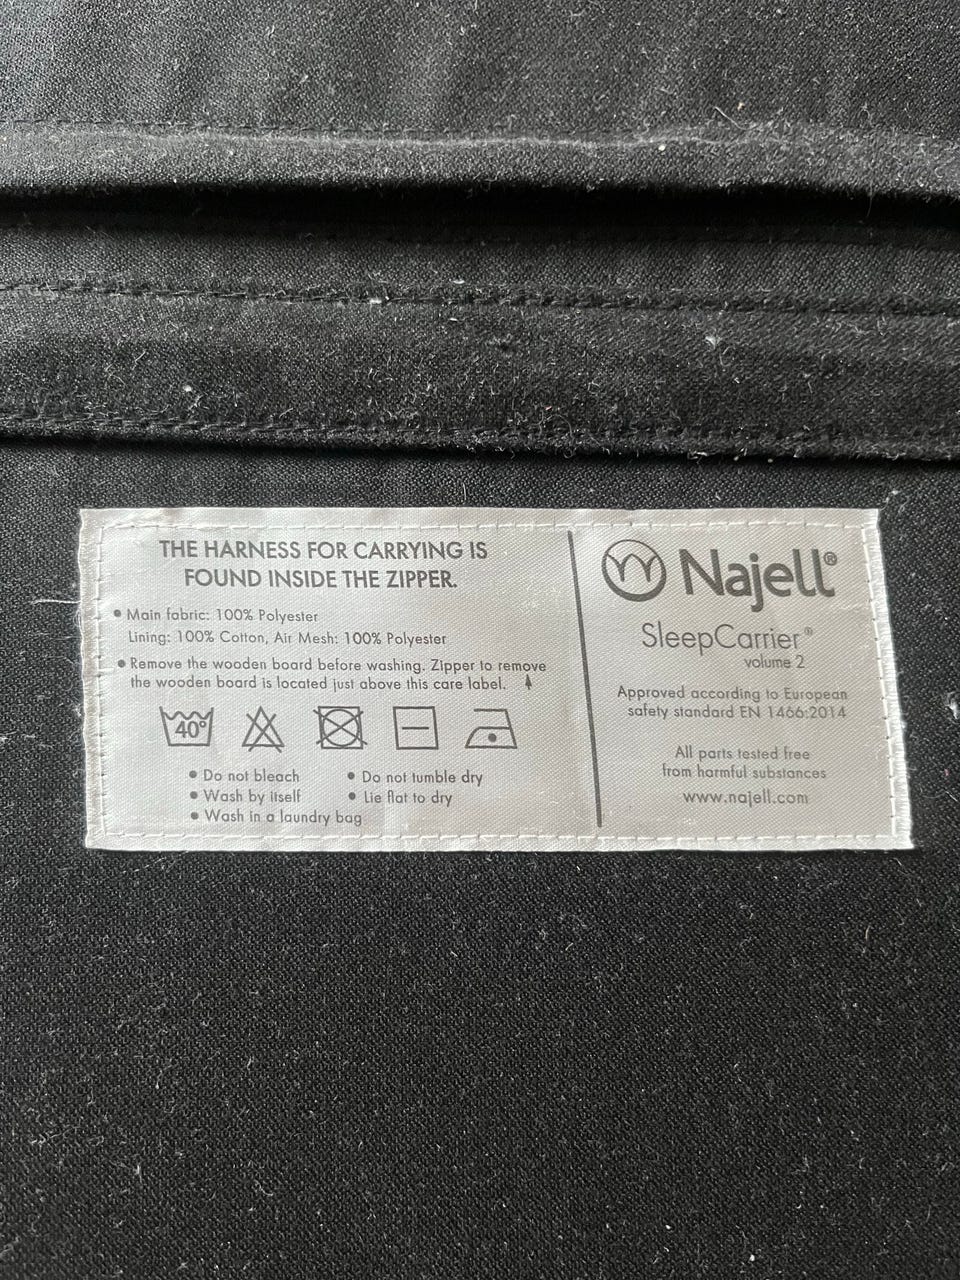 THE HARNESS FOR CARRYING IS
FOUND INSIDE THE ZIPPER.
• Main fabric: 100% Polyester
Lining: 100% Cotton, Air Mesh: 100% Polyester
• Remove the wooden board before washing. Zipper to remove
the wooden board is located just above this care label.
40°
• Do not bleach
• Do not tumble dry
• Wash by itself
• Lie flat to dry
• Wash in a laundry bag
Najell®
SleepCarrier®
volume 2
Approved according to European
safety standard EN 1466:2014
All parts tested free
from harmful substances
www.najell.com